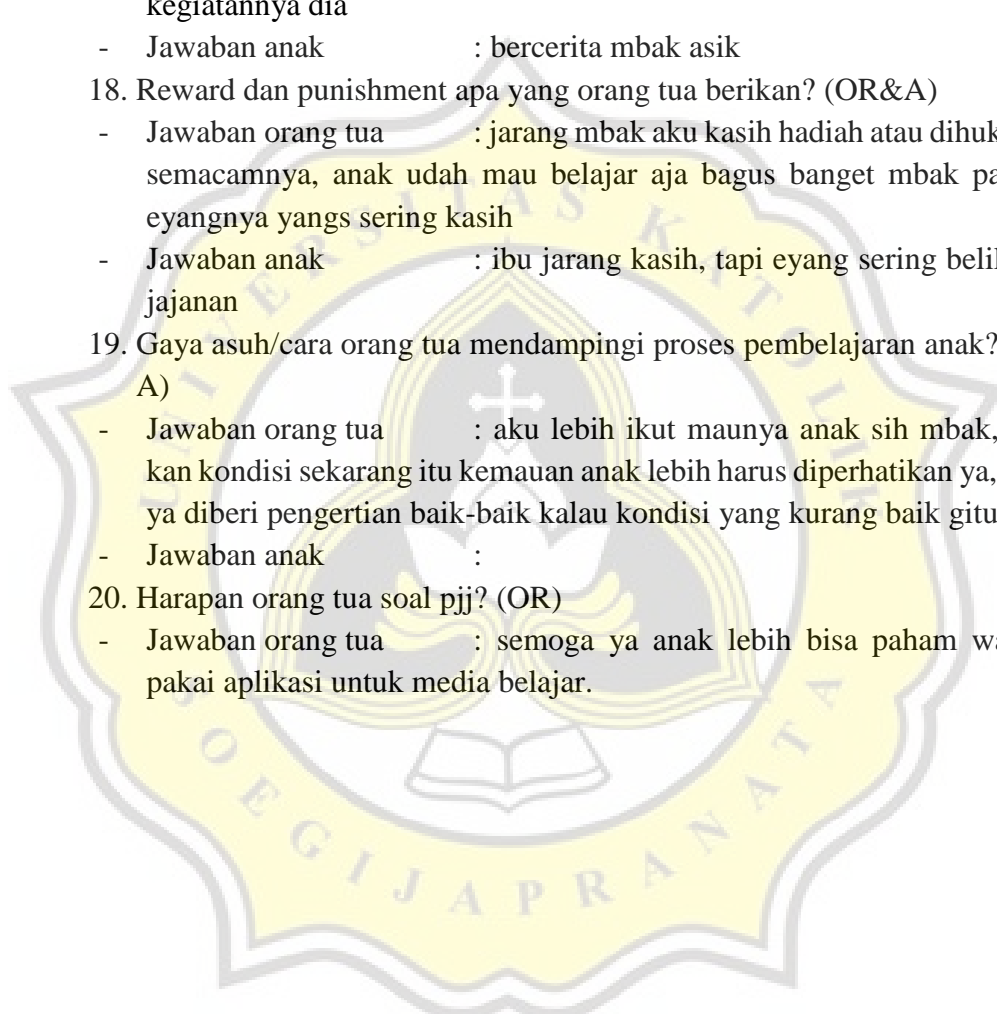 kegiatannya dia
- Jawaban anak : bercerita mbak asik
18. Reward dan punishment apa yang orang tua berikan? (OR&A)
- Jawaban orang tua : jarang mbak aku kasih hadiah atau
semacamnya, anak udah mau belajar aja bagus banget mbak
eyangnya yangs sering kasih
- Jawaban anak : ibu jarang kasih, tapi eyang sering
jajanan
19. Gaya asuh/cara orang tua mendampingi proses pembelajaran anak?
A)
- Jawaban orang tua : aku lebih ikut maunya anak sih mbak,
kan kondisi sekarang itu kemauan anak lebih harus diperhatikan ya,
ya diberi pengertian baik-baik kalau kondisi yang kurang baik gitu
- Jawaban anak :
20. Harapan orang tua soal pjj? (OR)
- Jawaban orang tua : semoga ya anak lebih bisa paham
pakai aplikasi untuk media belajar.
UNIVERSITAS KATOLIK
SOEGIJAPRANATA